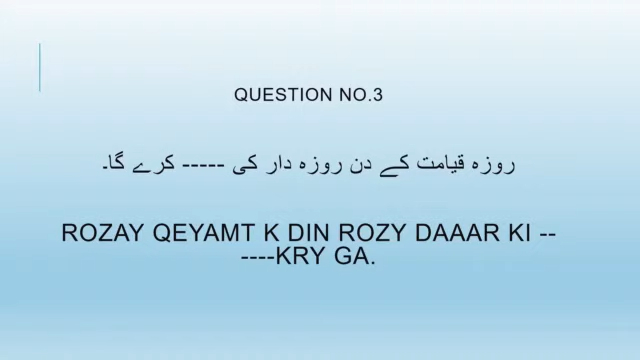 QUESTION NO.3
روزہ قیامت کے دن روزہ دار کی ----- کرے گا۔
ROZAY QEYAMT K DIN ROZY DAAAR KI --
----KRY GA.